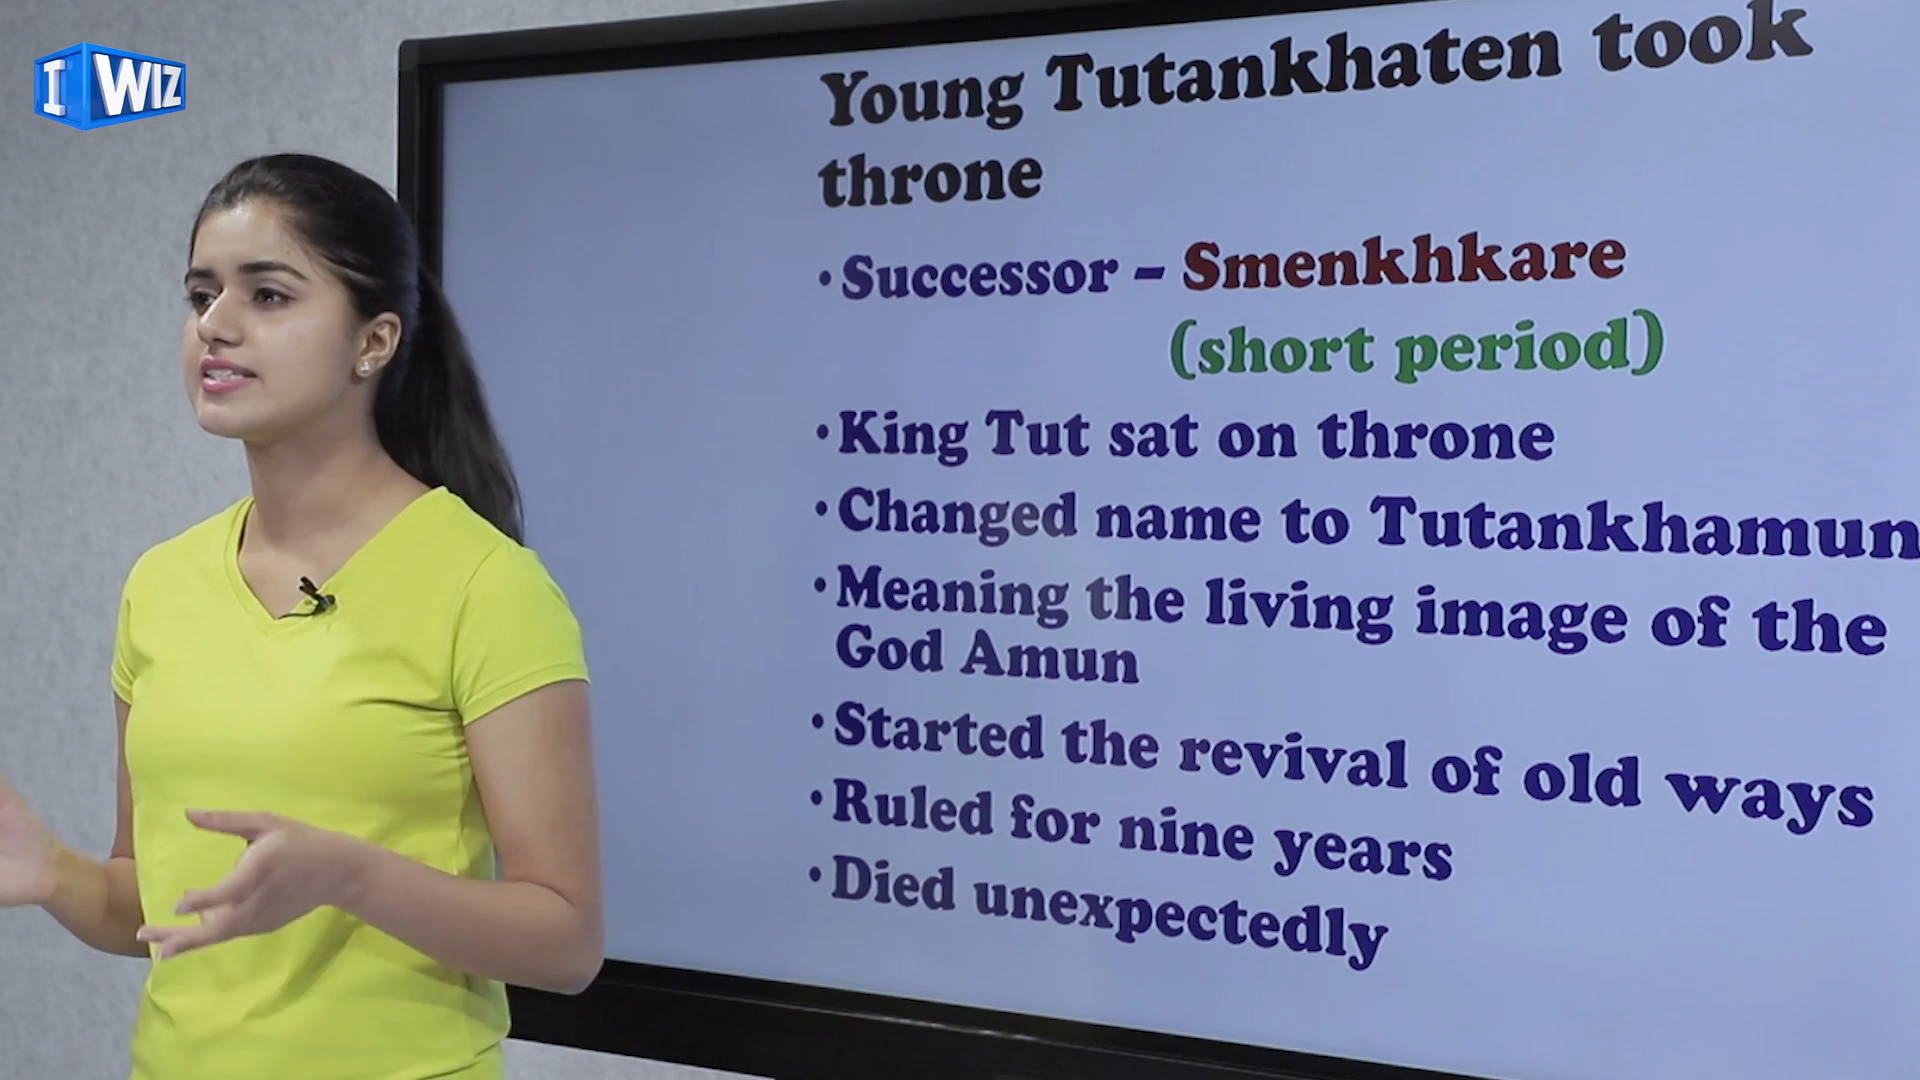 I WIZ
Young Tutankhaten took
throne
•Successor – Smenkhkare
(short period)
•King Tut sat on throne
•Changed name to Tutankhamun
•Meaning the living image of the
God Amun
•Started the revival of old ways
•Ruled for nine years
•Died unexpectedly